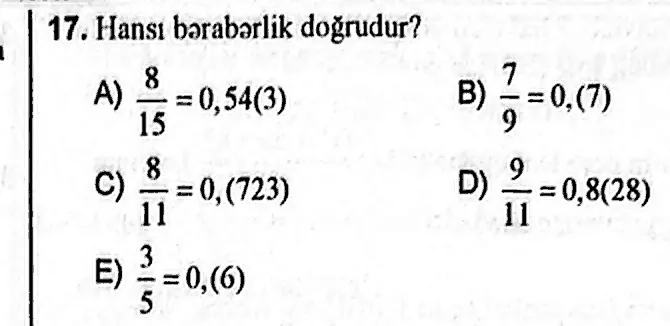 17. Hansı bərabərlik doğrudur?
A) 8/15 = 0,54(3) B) 7/9 = 0,(7)
C) 8/11 = 0,(723) D) 9/11 = 0,8(28)
E) 3/5 = 0,(6)